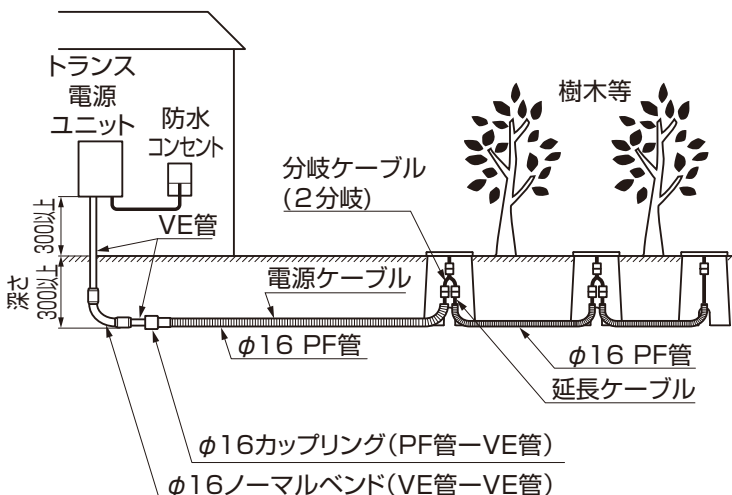 トランス
電源
ユニット
防水
コンセント
樹木等
分岐ケーブル
(2分岐)
VE管
300以上
深さ
300以上
電源ケーブル
φ16 PF管
φ16 PF管
延長ケーブル
φ16カップリング(PF管ーVE管)
φ16ノーマルベンド(VE管ーVE管)